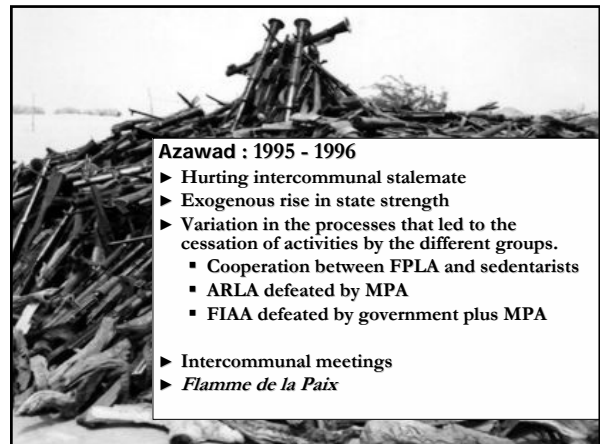 Azawad : 1995 - 1996
► Hurting intercommunal stalemate
► Exogenous rise in state strength
► Variation in the processes that led to the
cessation of activities by the different groups.
▪ Cooperation between FPLA and sedentarists
▪ ARLA defeated by MPA
▪ FIAA defeated by government plus MPA
► Intercommunal meetings
► Flamme de la Paix